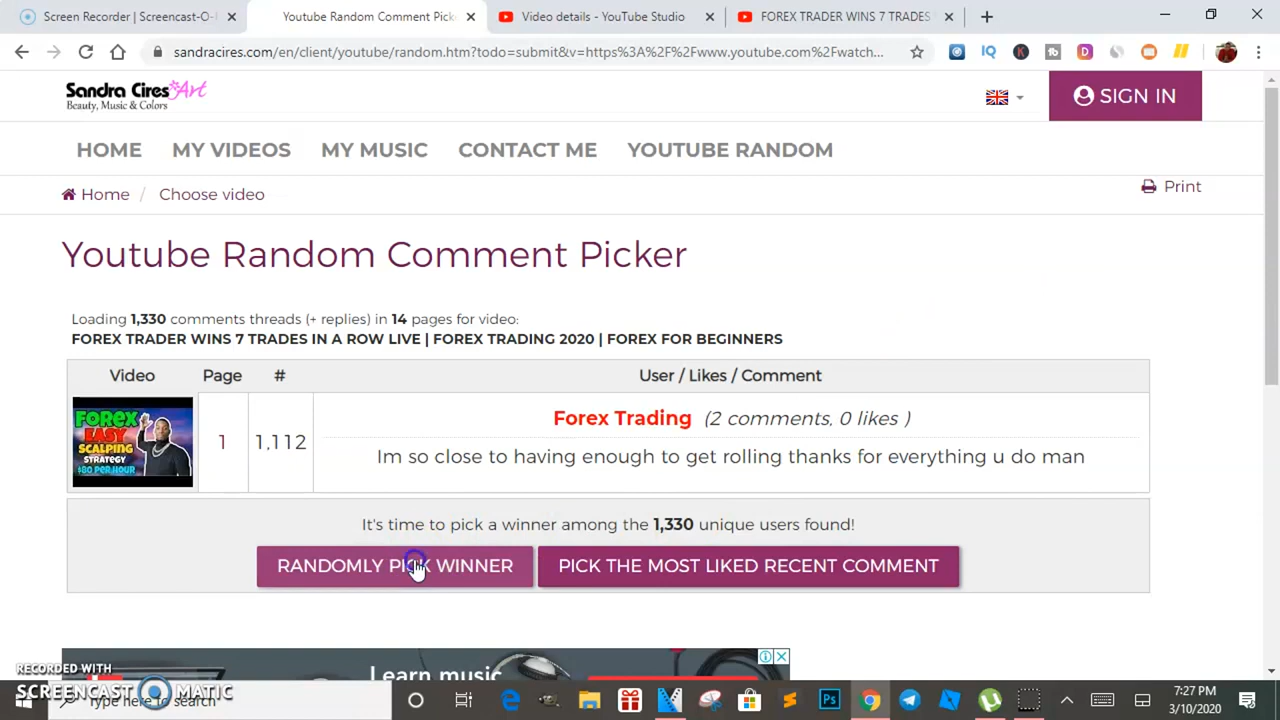 Screen Recorder | Screencast-O-
Youtube Random Comment Picke
Video details - YouTube Studio
FOREX TRADER WINS 7 TRADES
sandracires.com/en/client/youtube/random.htm?todo=submit&v=https%3A%2F%2Fwww.youtube.com%2Fwatch...
Sandra Cires Art
Beauty, Music & Colors
SIGN IN
HOME MY VIDEOS MY MUSIC CONTACT ME YOUTUBE RANDOM
Home / Choose video
Print
Youtube Random Comment Picker
Loading 1,330 comments threads (+ replies) in 14 pages for video:
FOREX TRADER WINS 7 TRADES IN A ROW LIVE | FOREX TRADING 2020 | FOREX FOR BEGINNERS
Video Page # User / Likes / Comment
FOREX
EASY
SCALPING
STRATEGY
$80 PER HOUR
1 1,112
Forex Trading (2 comments, 0 likes )
Im so close to having enough to get rolling thanks for everything u do man
It's time to pick a winner among the 1,330 unique users found!
RANDOMLY PICK WINNER PICK THE MOST LIKED RECENT COMMENT
Learn music
RECORDED WITH
SCREENCAST MATIC
Type here to search
7:27 PM
3/10/2020